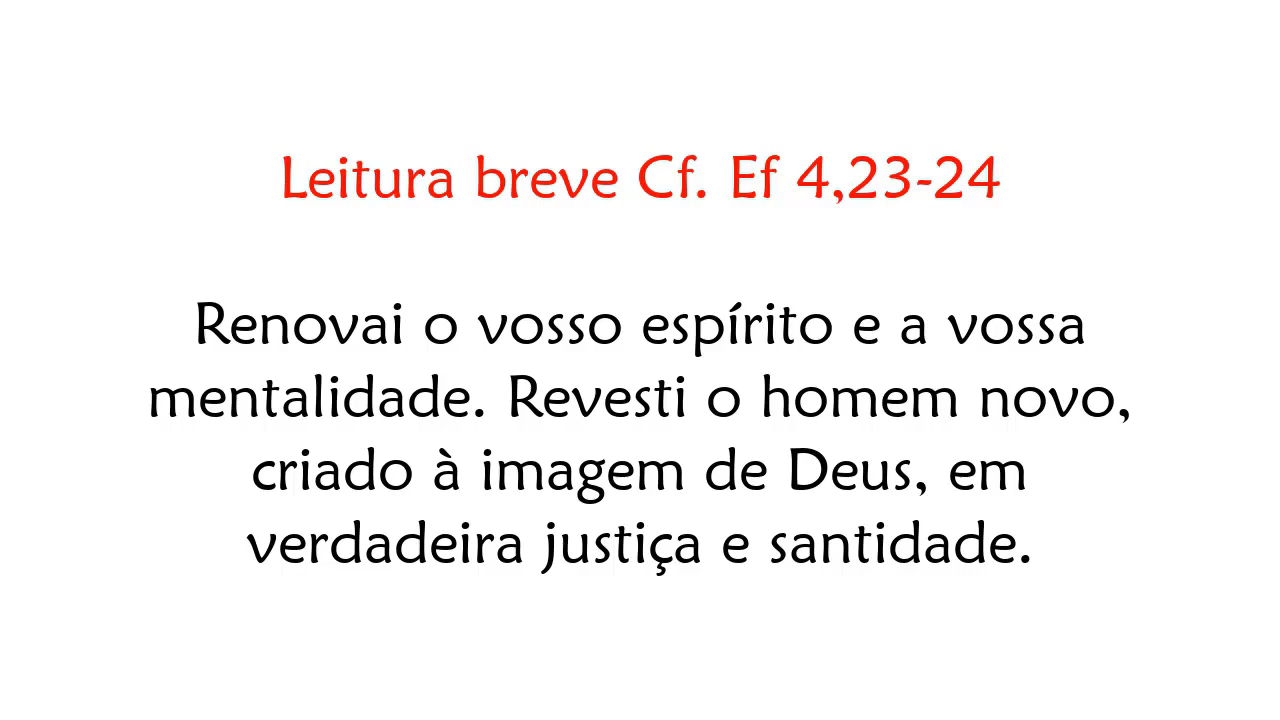 Leitura breve Cf. Ef 4,23-24
Renovai o vosso espírito e a vossa
mentalidade. Revesti o homem novo,
criado à imagem de Deus, em
verdadeira justiça e santidade.